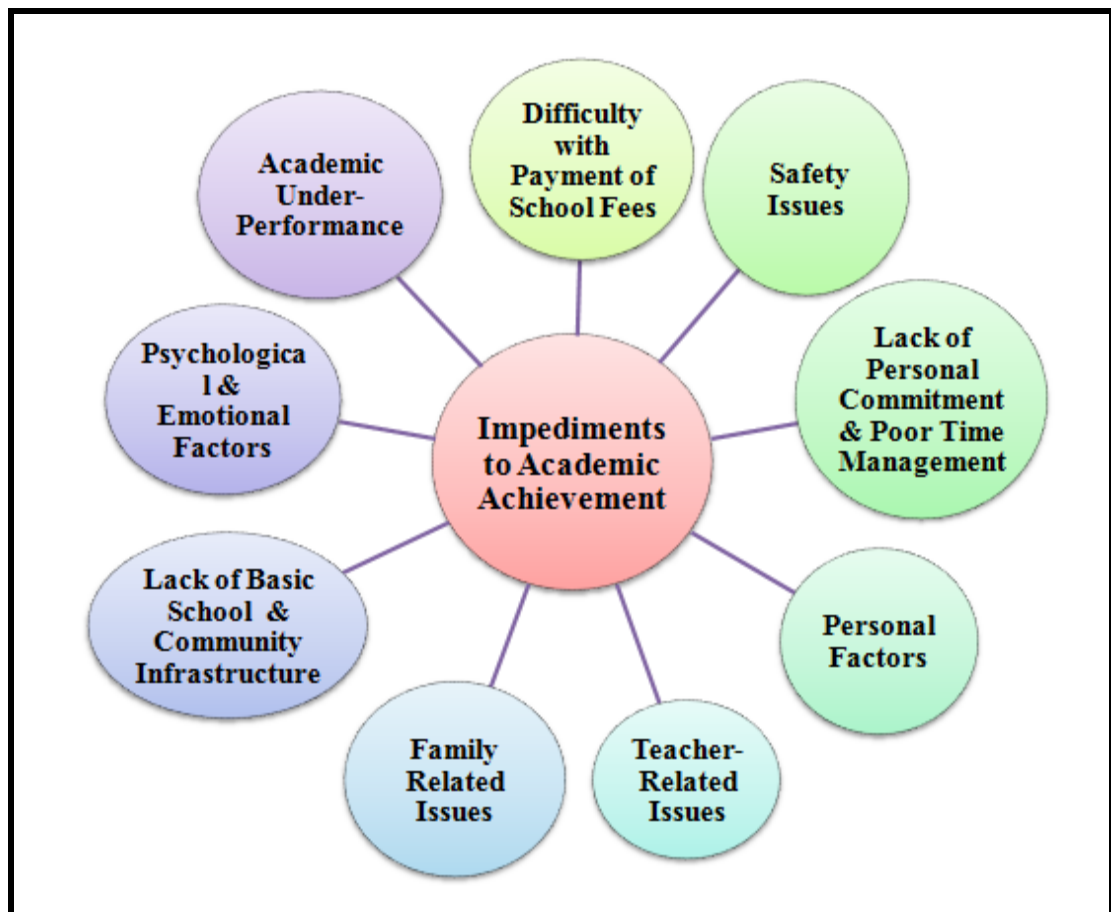 Difficulty
with
Payment of
School Fees
Safety
Issues
Lack of
Personal
Commitment
& Poor Time
Management
Personal
Factors
Teacher-
Related
Issues
Family
Related
Issues
Lack of Basic
School &
Community
Infrastructure
Psychologica
l &
Emotional
Factors
Academic
Under-
Performance
Impediments
to Academic
Achievement